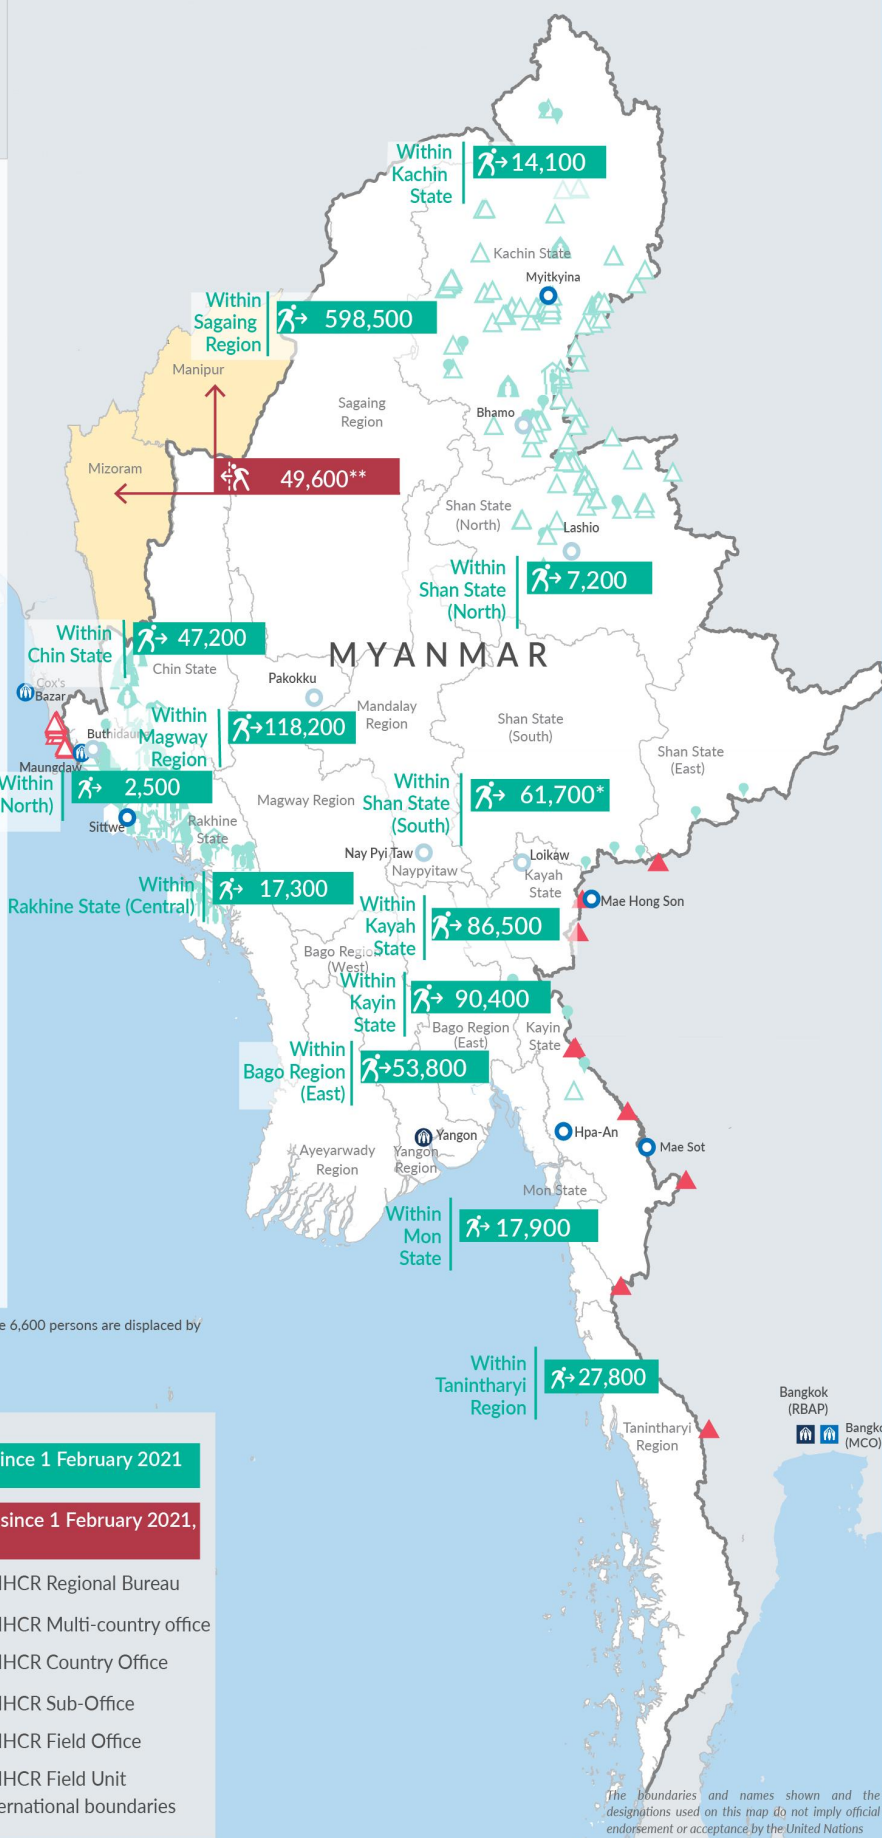 Within
Kachin
State
14,100
Kachin State
Myitkyina
Within
Sagaing
Region
598,500
Manipur
Sagaing
Region
Bhamo
Mizoram
49,600**
Shan State
(North)
Lashio
Within
Shan State
(North)
7,200
Within
Chin State
47,200
MYANMAR
Chin State
Pakokku
Cox's
Bazar
Mandalay
Region
Within
Magway
Region
118,200
Shan State
(South)
Shan State
(East)
Maungdaw
Within
North)
2,500
Within
Shan State
(South)
61,700*
Magway Region
Sittwe
Rakhine
State
Nay Pyi Taw
Naypyitaw
Loikaw
Kayah
State
Within
Rakhine State (Central)
17,300
Mae Hong Son
Within
Kayah
State
86,500
Bago Region
(West)
Within
Kayin
State
90,400
Bago Region
(East)
Kayin
State
Within
Bago Region
(East)
53,800
Yangon
Hpa-An
Mae Sot
Ayeyarwady
Region
Yangon
Region
Mon State
Within
Mon
State
17,900
e 6,600 persons are displaced by
Within
Tanintharyi
Region
27,800
Bangkok
(RBAP)
Bangko
(MCO)
Tanintharyi
Region
ince 1 February 2021
since 1 February 2021,
HCR Regional Bureau
HCR Multi-country office
HCR Country Office
HCR Sub-Office
HCR Field Office
HCR Field Unit
ernational boundaries
The boundaries and names shown and the
designations used on this map do not imply official
endorsement or acceptance by the United Nations